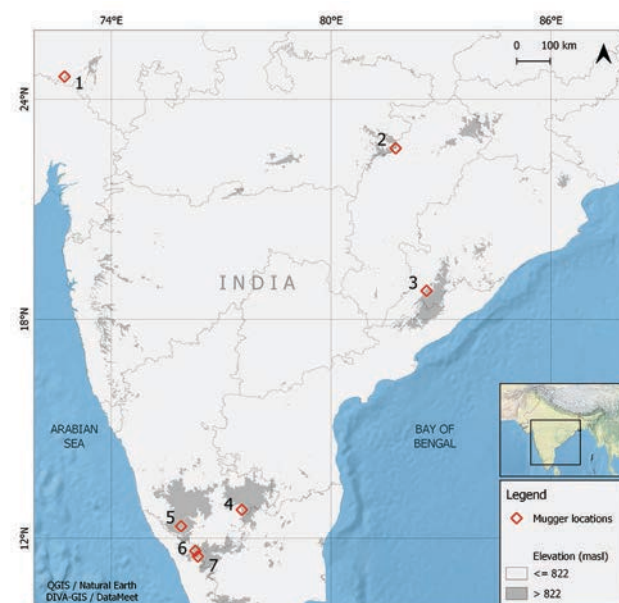 74°E
80°E
86°E
0 100 km
24°N
1
2
3
INDIA
18°N
ARABIAN
SEA
BAY OF
BENGAL
4
5
6
7
12°N
Legend
Mugger locations
Elevation (masl)
<= 822
> 822
QGIS / Natural Earth
DIVA-GIS / DataMeet